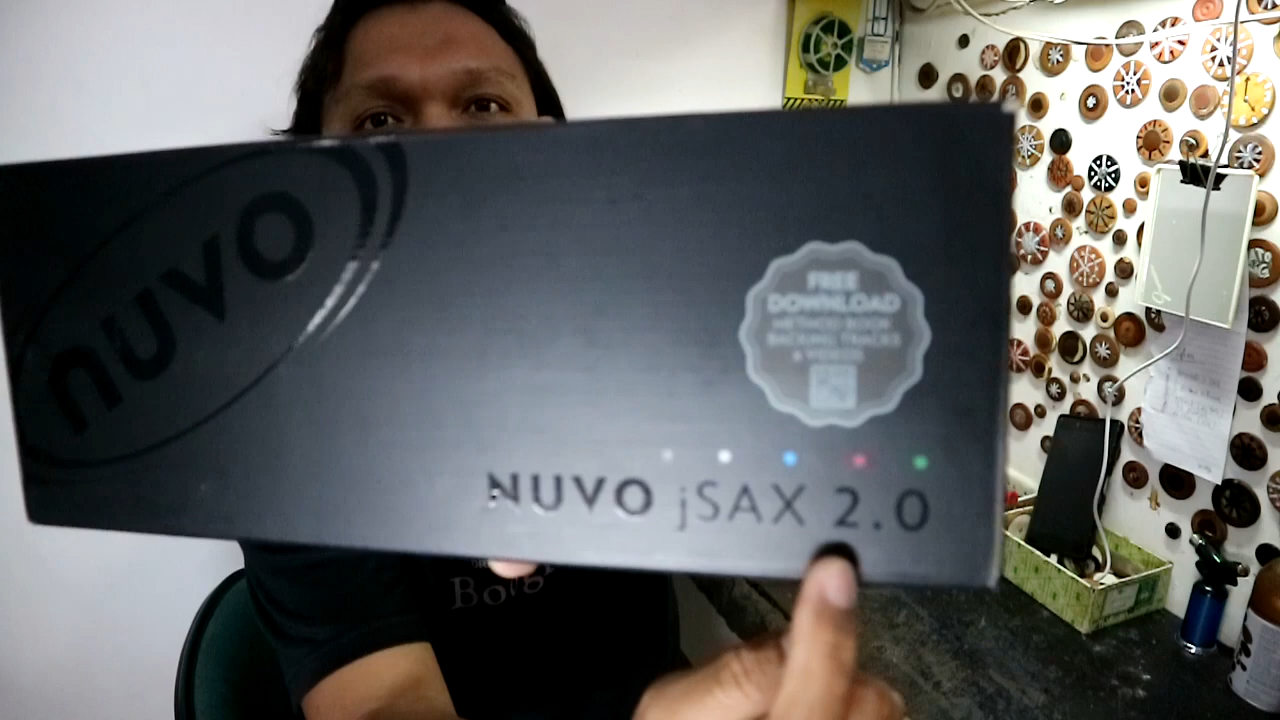 nuvo
FREE
DOWNLOAD
METHOD BOOK
BACKING TRACKS
+ VIDEOS
NUVO jSAX 2.0